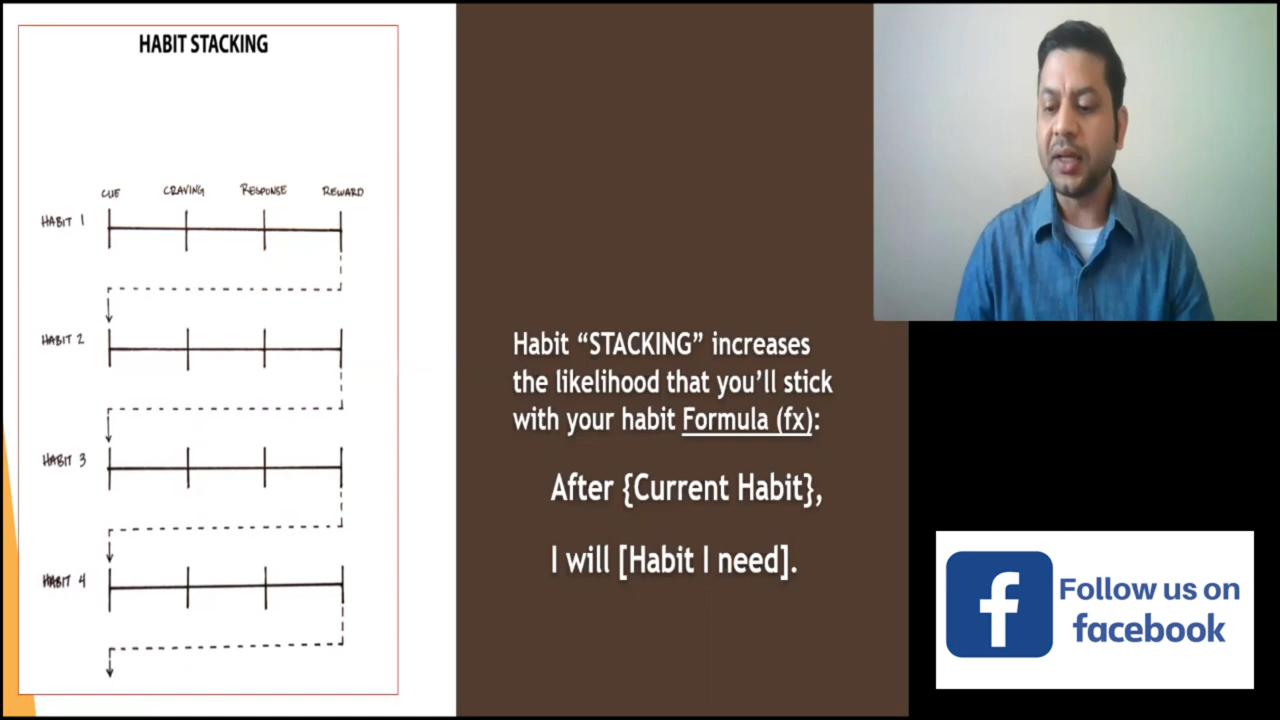 HABIT STACKING
CUE CRAVING RESPONSE REWARD
HABIT 1
HABIT 2
HABIT 3
HABIT 4
Habit “STACKING” increases
the likelihood that you’ll stick
with your habit Formula (fx):
After {Current Habit},
I will [Habit I need].
f Follow us on
facebook